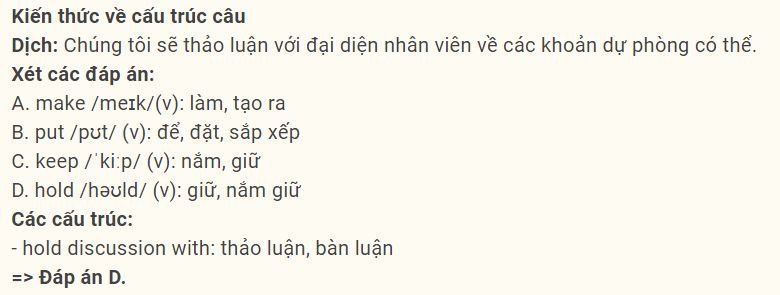 Kiến thức về cấu trúc câu
Dịch: Chúng tôi sẽ thảo luận với đại diện nhân viên về các khoản dự phòng có thể.
Xét các đáp án:
A. make /meɪk/(v): làm, tạo ra
B. put /pʊt/ (v): để, đặt, sắp xếp
C. keep /ˈkiːp/ (v): nắm, giữ
D. hold /həʊld/ (v): giữ, nắm giữ
Các cấu trúc:
- hold discussion with: thảo luận, bàn luận
=> Đáp án D.